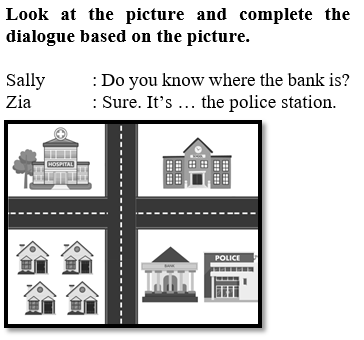 Look at the picture and complete the
dialogue based on the picture.
Sally : Do you know where the bank is?
Zia : Sure. It’s … the police station.
HOSPITAL
BANK
POLICE